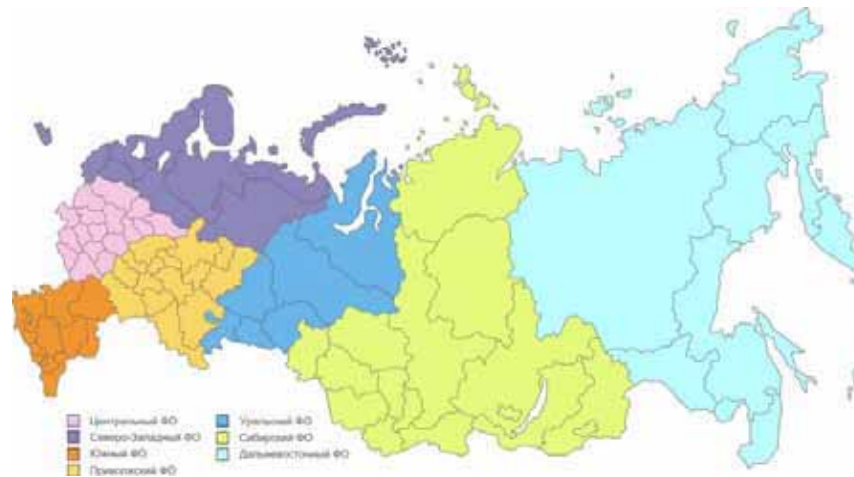 Центральный ФО
Северо-Западный ФО
Южный ФО
Приволжский ФО
Уральский ФО
Сибирский ФО
Дальневосточный ФО